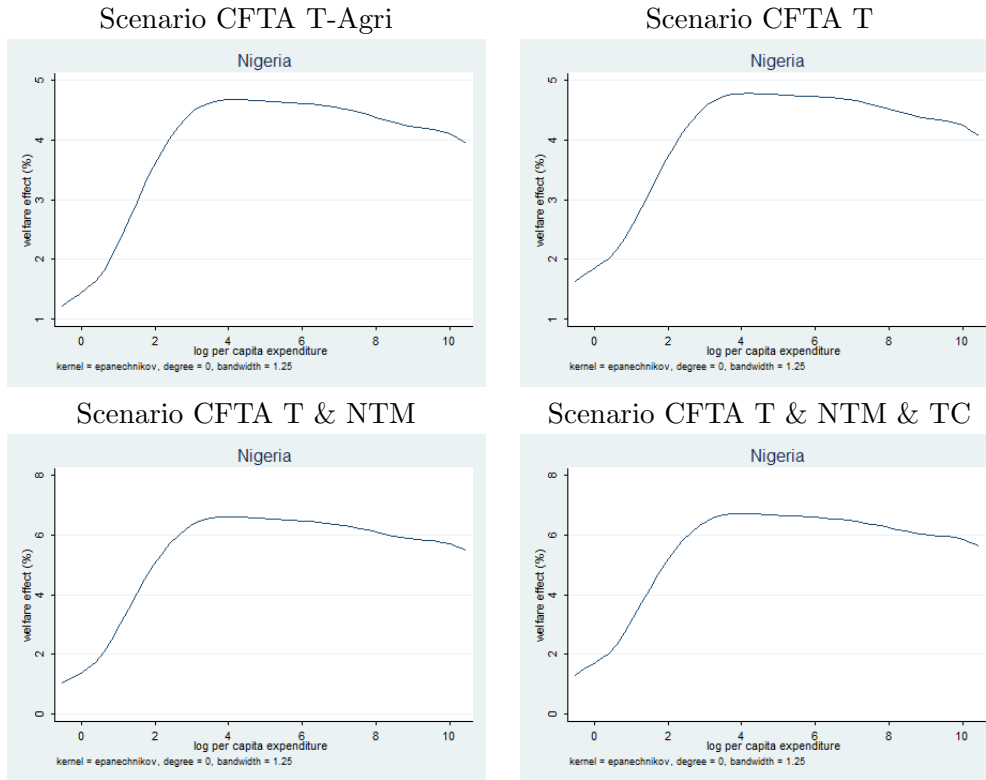 Scenario CFTA T-Agri
Nigeria
welfare effect (%)
5
4
3
2
1
0 2 4 6 8 10
log per capita expenditure
kernel = epanechnikov, degree = 0, bandwidth = 1.25
Scenario CFTA T
Nigeria
welfare effect (%)
5
4
3
2
1
0 2 4 6 8 10
log per capita expenditure
kernel = epanechnikov, degree = 0, bandwidth = 1.25
Scenario CFTA T & NTM
Nigeria
welfare effect (%)
8
6
4
2
0
0 2 4 6 8 10
log per capita expenditure
kernel = epanechnikov, degree = 0, bandwidth = 1.25
Scenario CFTA T & NTM & TC
Nigeria
welfare effect (%)
8
6
4
2
0
0 2 4 6 8 10
log per capita expenditure
kernel = epanechnikov, degree = 0, bandwidth = 1.25